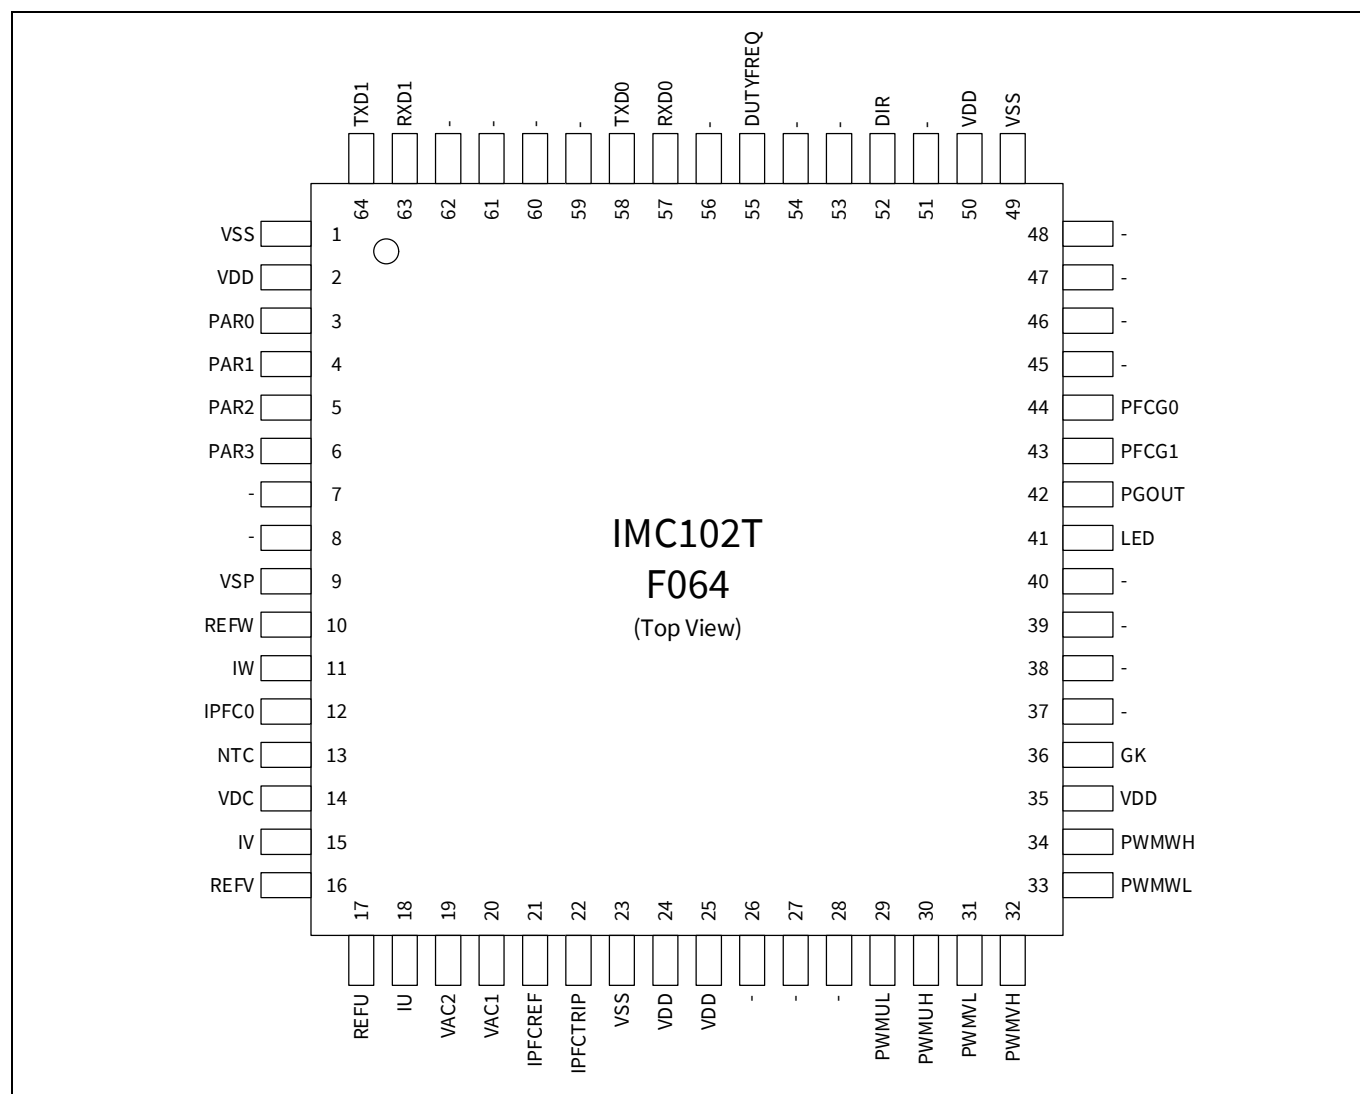 TXD1
RXD1
-
-
-
-
TXD0
RXD0
-
DUTYFREQ
-
-
DIR
-
VDD
VSS
64
63
62
61
60
59
58
57
56
55
54
53
52
51
50
49
VSS 1
VDD 2
PAR0 3
PAR1 4
PAR2 5
PAR3 6
- 7
- 8
VSP 9
REFW 10
IW 11
IPFC0 12
NTC 13
VDC 14
IV 15
REFV 16
IMC102T
F064
(Top View)
48 -
47 -
46 -
45 -
44 PFCG0
43 PFCG1
42 PGOUT
41 LED
40 -
39 -
38 -
37 -
36 GK
35 VDD
34 PWMWH
33 PWMWL
17
18
19
20
21
22
23
24
25
26
27
28
29
30
31
32
REFU
IU
VAC2
VAC1
IPFCREF
IPFCTRIP
VSS
VDD
VDD
-
-
-
PWMUL
PWMUH
PWMVL
PWMVH